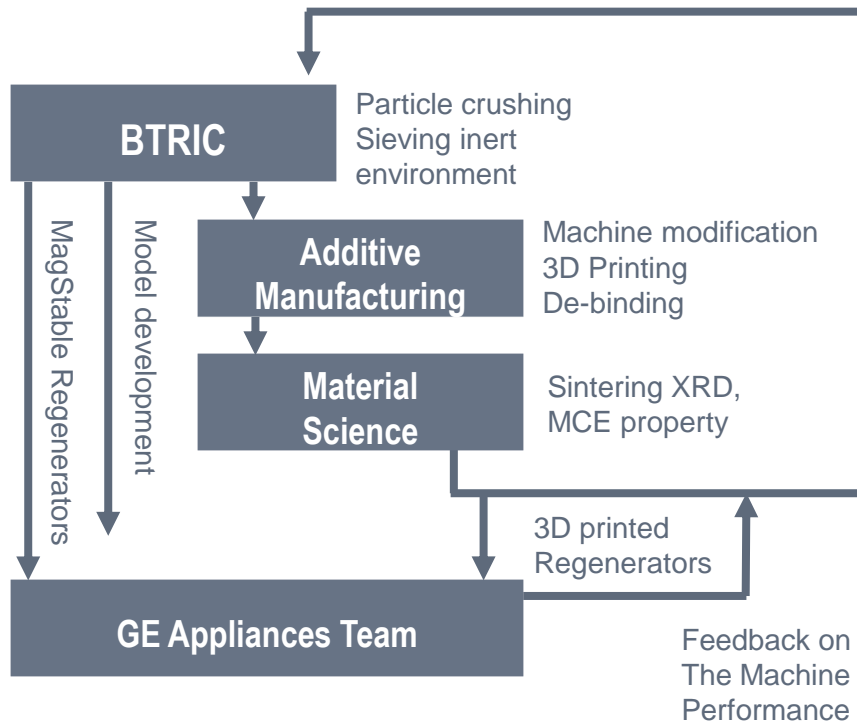 BTRIC
Particle crushing
Sieving inert
environment
MagStable Regenerators
Model development
Additive
Manufacturing
Machine modification
3D Printing
De-binding
Material
Science
Sintering XRD,
MCE property
3D printed
Regenerators
GE Appliances Team
Feedback on
The Machine
Performance